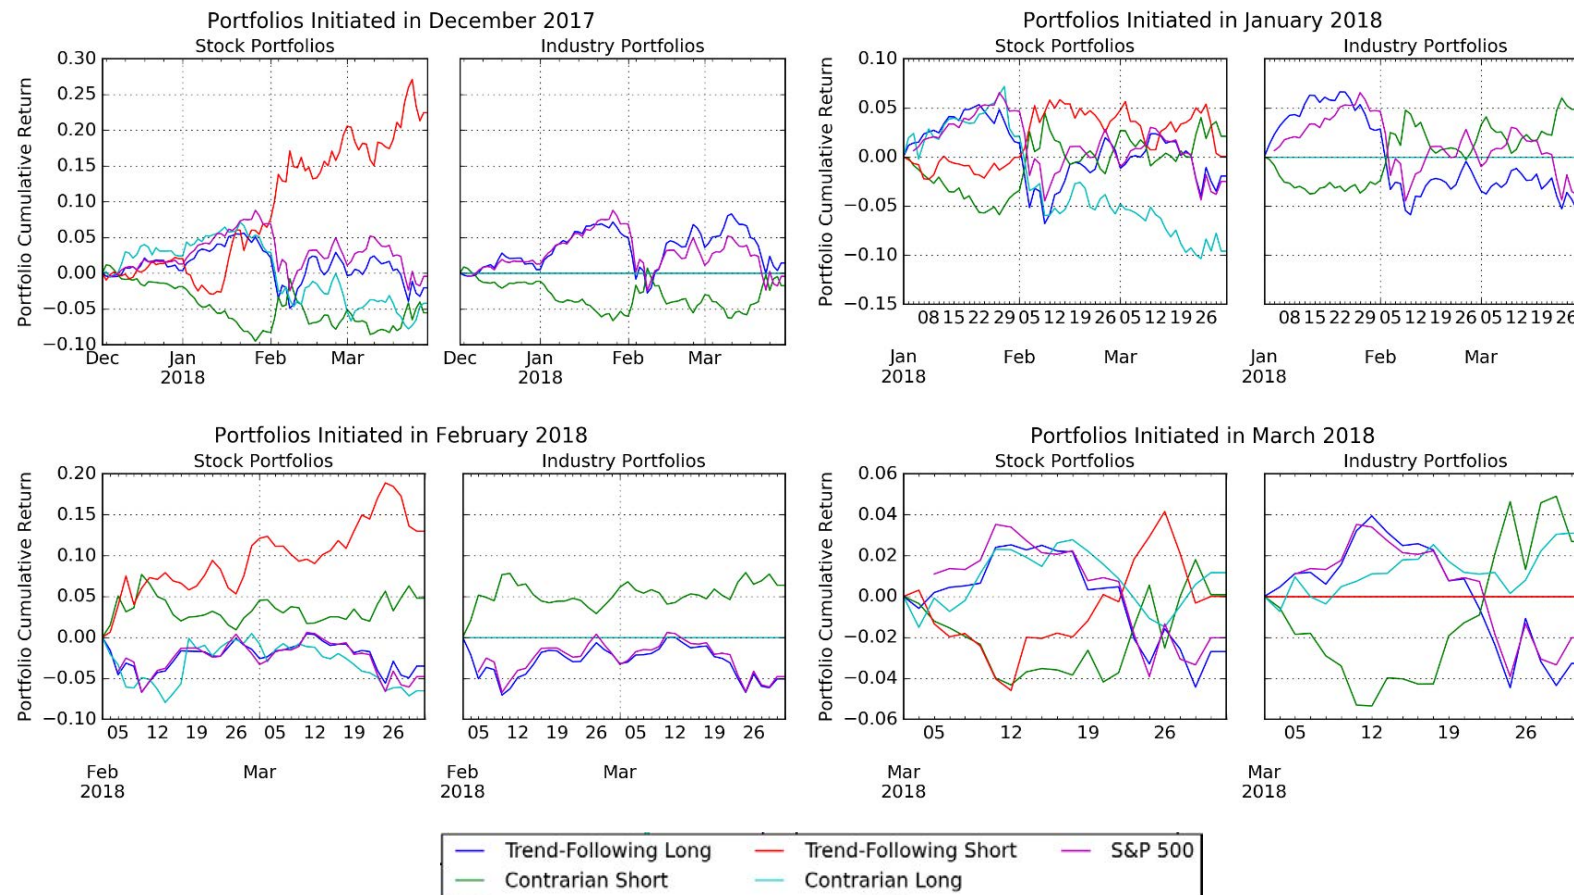 Portfolios Initiated in December 2017
Stock Portfolios
Industry Portfolios
Portfolio Cumulative Return
0.30
0.25
0.20
0.15
0.10
0.05
0.00
−0.05
−0.10
Dec Jan Feb Mar
2018
Dec Jan Feb Mar
2018
Portfolios Initiated in January 2018
Stock Portfolios
Industry Portfolios
Portfolio Cumulative Return
0.10
0.05
0.00
−0.05
−0.10
−0.15
08 15 22 29 05 12 19 26 05 12 19 26
Jan Feb Mar
2018
08 15 22 29 05 12 19 26 05 12 19 26
Jan Feb Mar
2018
Portfolios Initiated in February 2018
Stock Portfolios
Industry Portfolios
Portfolio Cumulative Return
0.20
0.15
0.10
0.05
0.00
−0.05
−0.10
05 12 19 26 05 12 19 26
Feb Mar
2018
05 12 19 26 05 12 19 26
Feb Mar
2018
Portfolios Initiated in March 2018
Stock Portfolios
Industry Portfolios
Portfolio Cumulative Return
0.06
0.04
0.02
0.00
−0.02
−0.04
−0.06
05 12 19 26
Mar
2018
05 12 19 26
Mar
2018
Trend-Following Long Trend-Following Short S&P 500
Contrarian Short Contrarian Long